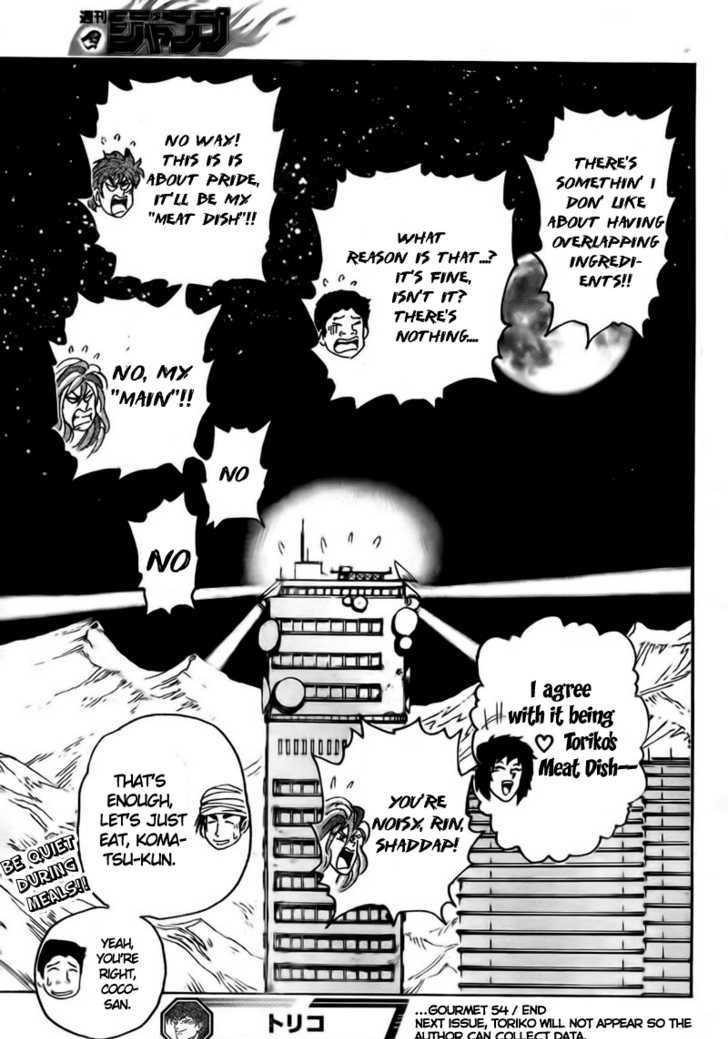 週刊
少年
ジャンプ
THERE'S
SOMETHIN' I
DON' LIKE
ABOUT HAVING
OVERLAPPING
INGREDI-
ENTS!!
WHAT
REASON IS THAT...?
IT'S FINE,
ISN'T IT?
THERE'S
NOTHING....
NO WAY!
THIS IS IS
ABOUT PRIDE,
IT'LL BE MY
"MEAT DISH"!!
NO, MY
"MAIN"!!
NO
NO
I agree
with it being
♡ Toriko's
Meat Dish—
YOU'RE
NOISY, RIN,
SHADDAP!
THAT'S
ENOUGH,
LET'S JUST
EAT, KOMA-
TSU-KUN.
BE QUIET
DURING
MEALS!!
YEAH,
YOU'RE
RIGHT,
COCO-
SAN.
トリコ
...GOURMET 54 / END
NEXT ISSUE, TORIKO WILL NOT APPEAR SO THE
AUTHOR CAN COLLECT DATA.